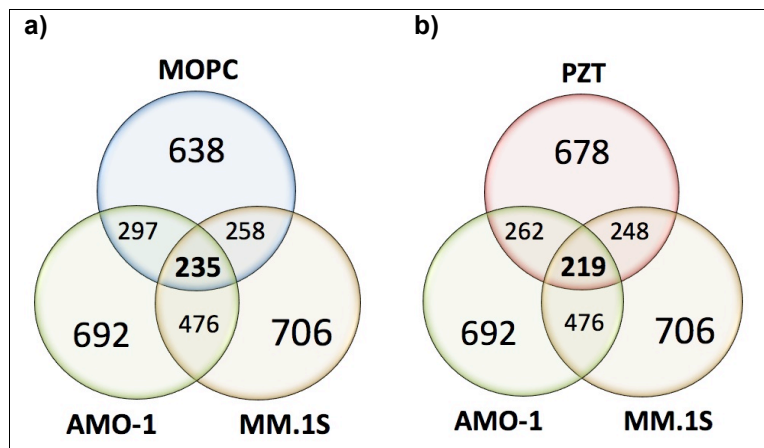 a)
MOPC
638
297
258
235
692
476
706
AMO-1
MM.1S
b)
PZT
678
262
248
219
692
476
706
AMO-1
MM.1S